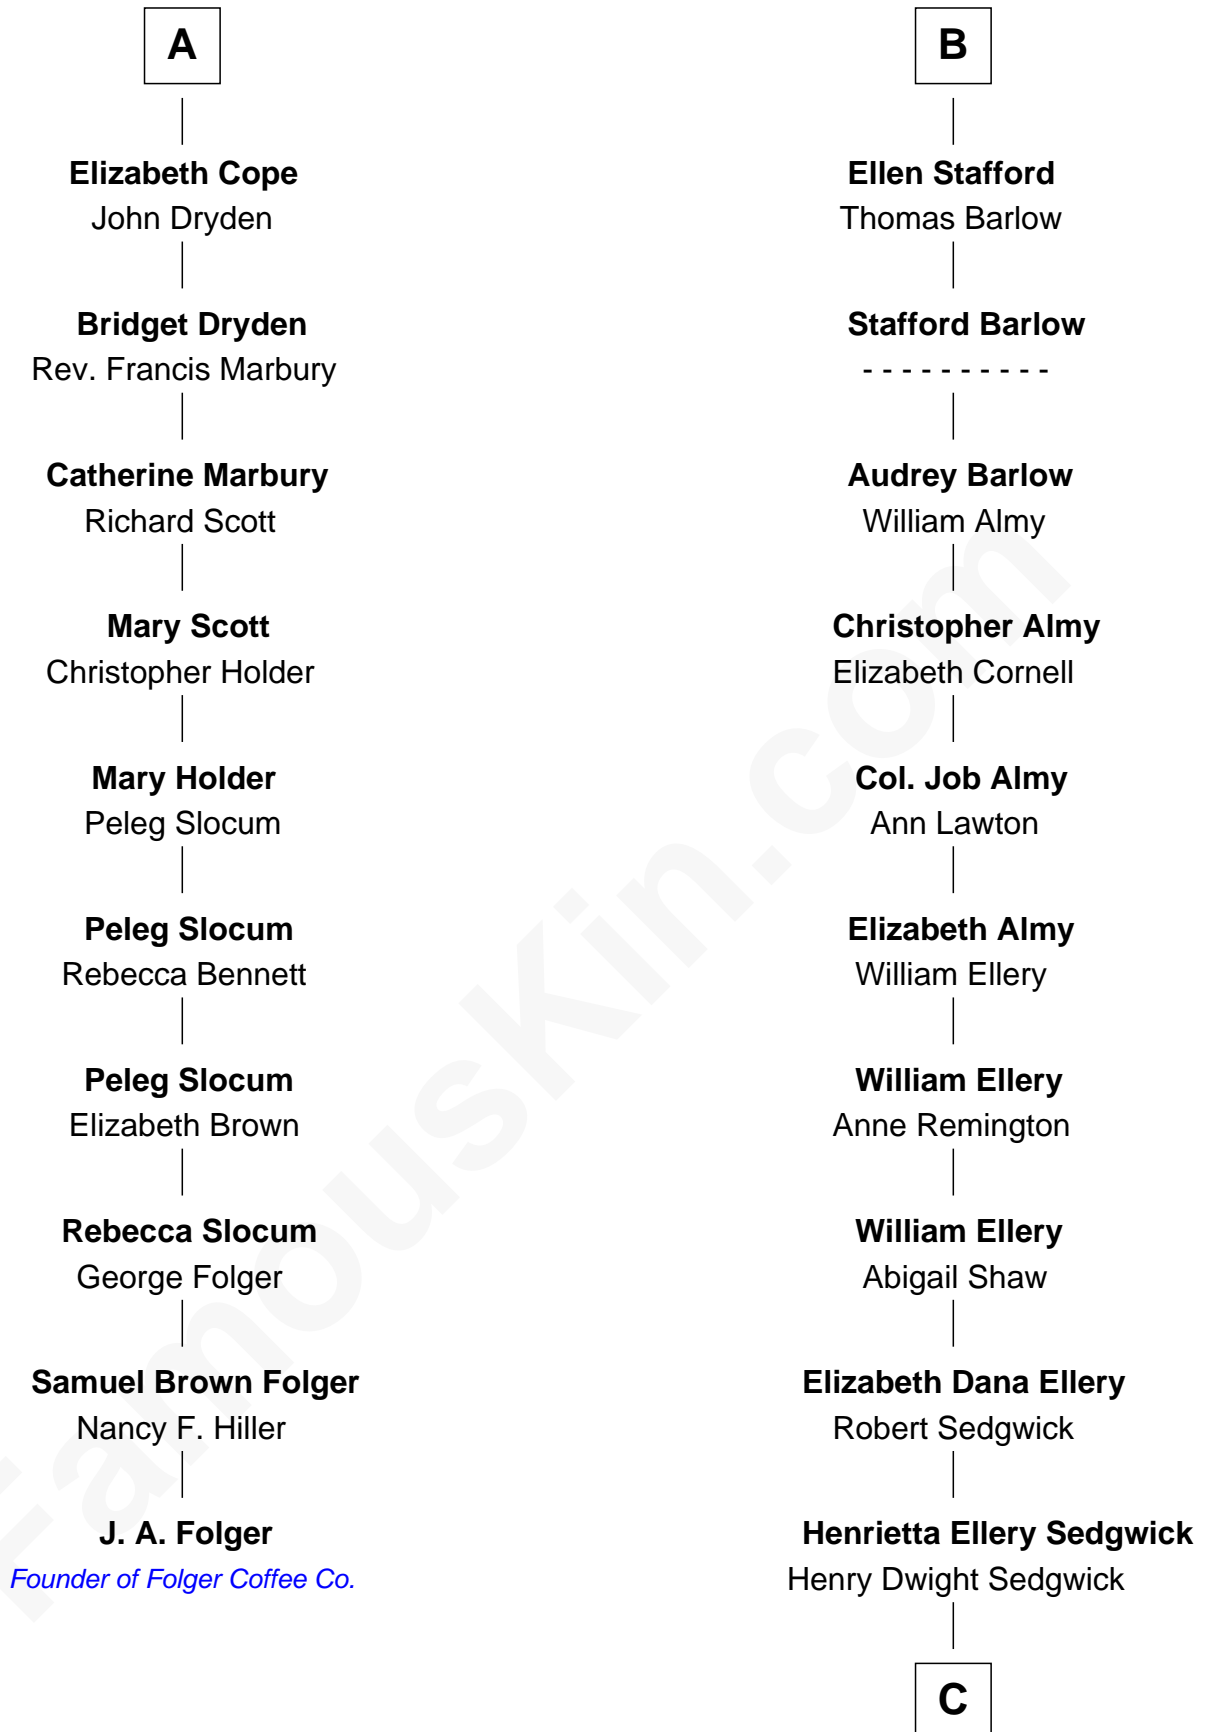 A
Elizabeth Cope
John Dryden
Bridget Dryden
Rev. Francis Marbury
Catherine Marbury
Richard Scott
Mary Scott
Christopher Holder
Mary Holder
Peleg Slocum
Peleg Slocum
Rebecca Bennett
Peleg Slocum
Elizabeth Brown
Rebecca Slocum
George Folger
Samuel Brown Folger
Nancy F. Hiller
J. A. Folger
Founder of Folger Coffee Co.
B
Ellen Stafford
Thomas Barlow
Stafford Barlow
- - - - - - - - - -
Audrey Barlow
William Almy
Christopher Almy
Elizabeth Cornell
Col. Job Almy
Ann Lawton
Elizabeth Almy
William Ellery
William Ellery
Anne Remington
William Ellery
Abigail Shaw
Elizabeth Dana Ellery
Robert Sedgwick
Henrietta Ellery Sedgwick
Henry Dwight Sedgwick
C
FamousKin.com